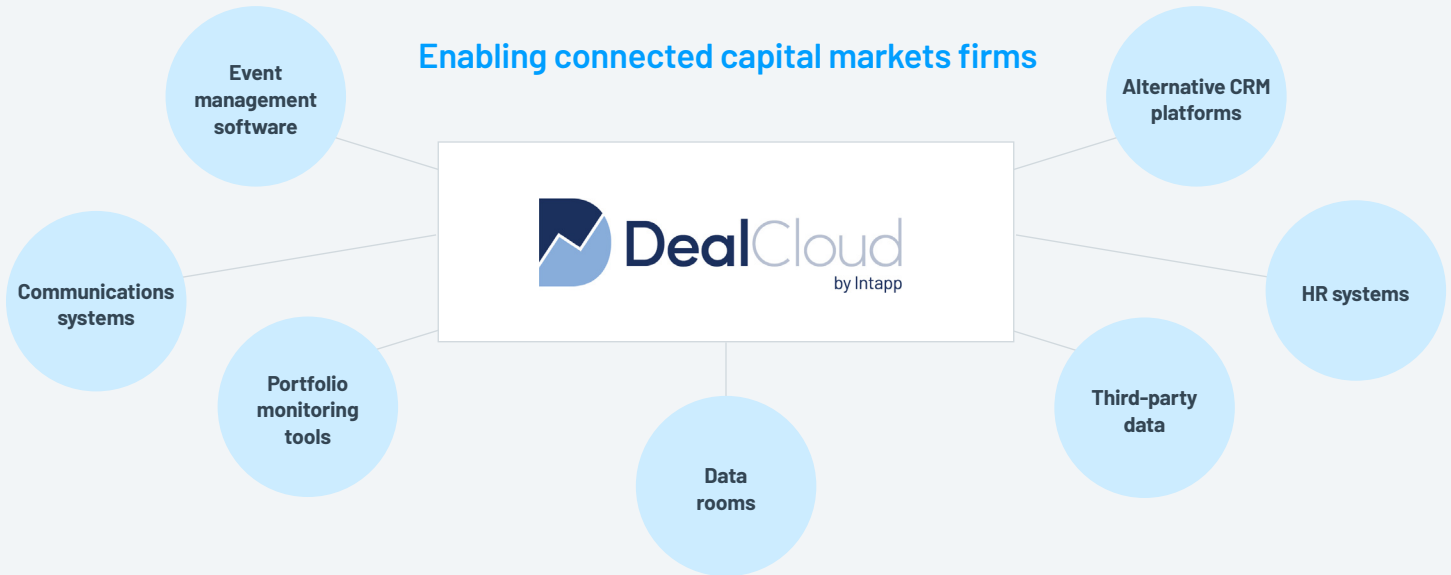 Enabling connected capital markets firms
Event
management
software
Alternative CRM
platforms
DealCloud
by Intapp
Communications
systems
HR systems
Portfolio
monitoring
tools
Third-party
data
Data
rooms